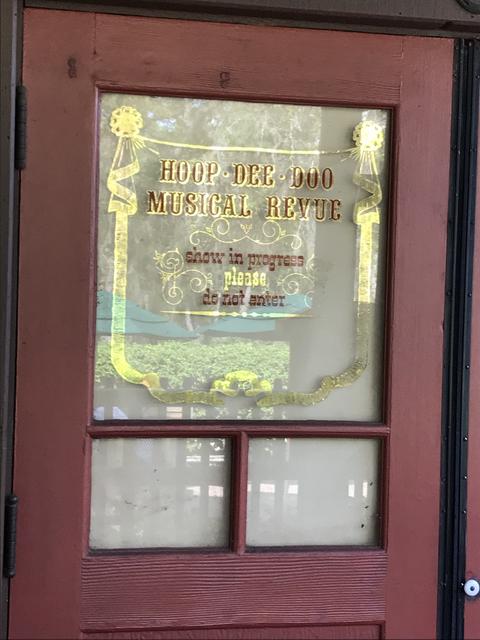 HOOP·DEE·DOO
MUSICAL REVUE
show in progress
please
do not enter